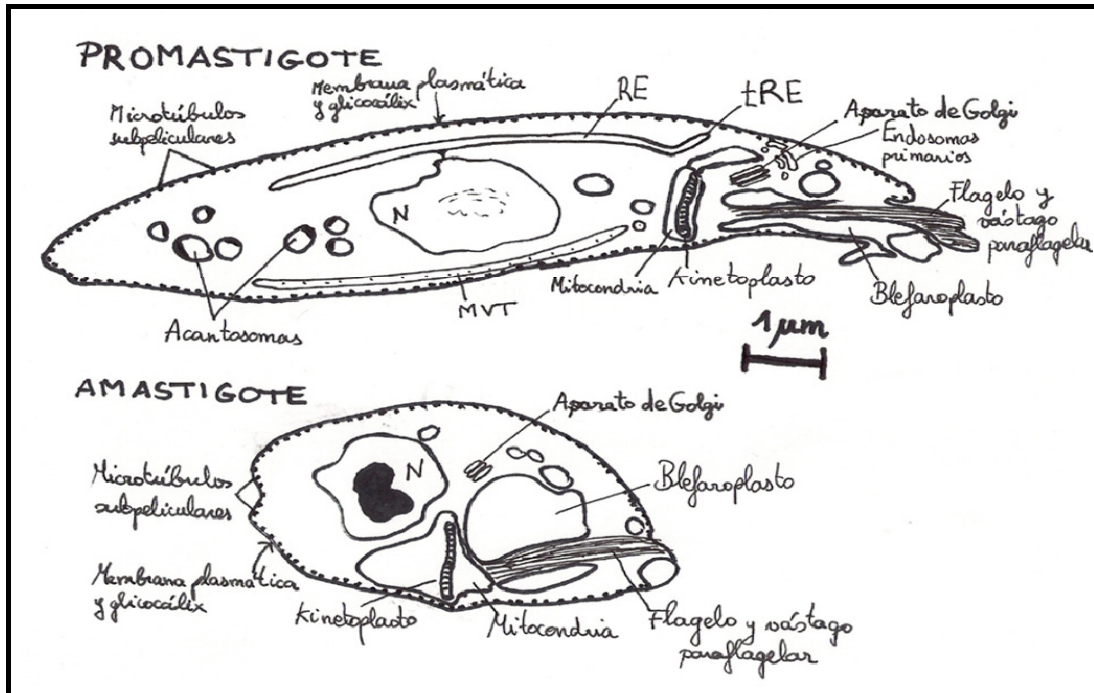 PROMASTIGOTE
Membrana plasmática
y glicocálix
Microtúbulos
subpeliculares
RE
tRE
Aparato de Golgi
Endosomas
primarios
Flagelo y
vástago
paraflagelar
N
Mitocondria
Kinetoplasto
Blefaroplasto
MVT
Acantosomas
1 µm
AMASTIGOTE
Aparato de Golgi
Microtúbulos
subpeliculares
N
Blefaroplasto
Membrana plasmática
y glicocálix
Kinetoplasto
Mitocondria
Flagelo y vástago
paraflagelar